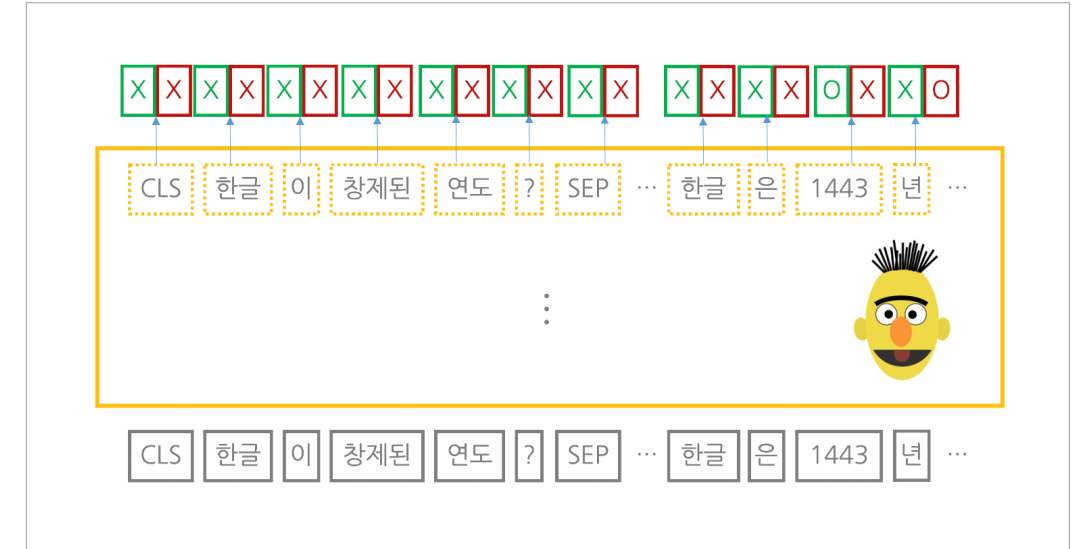 X X X X X X X X X X X X X X X X X X O X X O
CLS 한글 이 창제된 연도 ? SEP ··· 한글 은 1443 년 ···
CLS 한글 이 창제된 연도 ? SEP ··· 한글 은 1443 년 ···